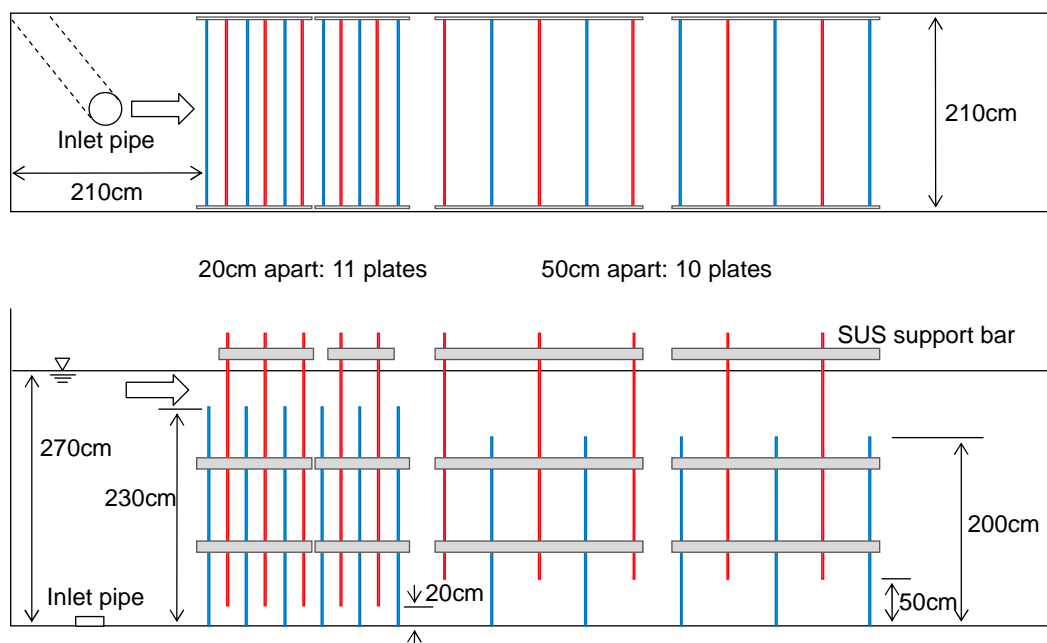 Inlet pipe
210cm
210cm
20cm apart: 11 plates
50cm apart: 10 plates
SUS support bar
270cm
230cm
200cm
Inlet pipe
20cm
50cm